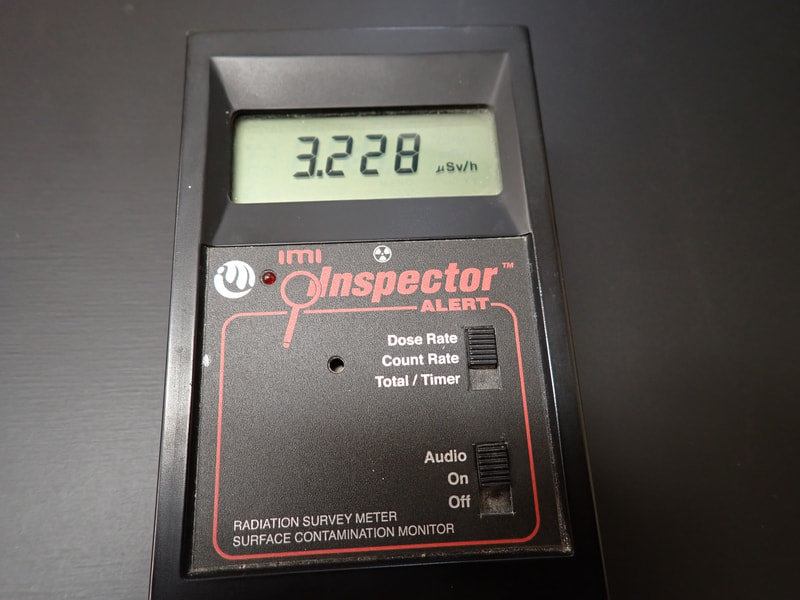 3.228 µSv/h
imi
Inspector™
ALERT
Dose Rate
Count Rate
Total / Timer
Audio
On
Off
RADIATION SURVEY METER
SURFACE CONTAMINATION MONITOR